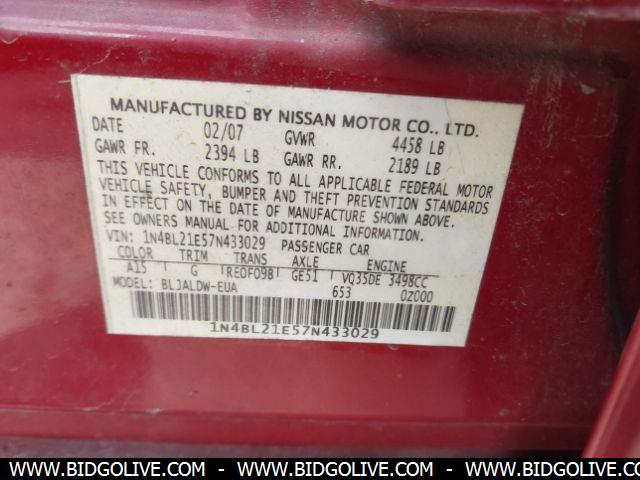 MANUFACTURED BY NISSAN MOTOR CO., LTD.
DATE 02/07 GVWR 4458 LB
GAWR FR. 2394 LB GAWR RR. 2189 LB
THIS VEHICLE CONFORMS TO ALL APPLICABLE FEDERAL MOTOR
VEHICLE SAFETY, BUMPER AND THEFT PREVENTION STANDARDS
IN EFFECT ON THE DATE OF MANUFACTURE SHOWN ABOVE.
SEE OWNERS MANUAL FOR ADDITIONAL INFORMATION.
VIN: 1N4BL21E57N433029 PASSENGER CAR
COLOR TRIM TRANS AXLE ENGINE
A15 G RE0F09B GE51 VQ35DE 3498CC
MODEL: BLJALDW-EUA 653 0Z000
1N4BL21E57N433029
WWW.BIDGOLIVE.COM - WWW.BIDGOLIVE.COM - WWW.BIDGOLIVE.COM